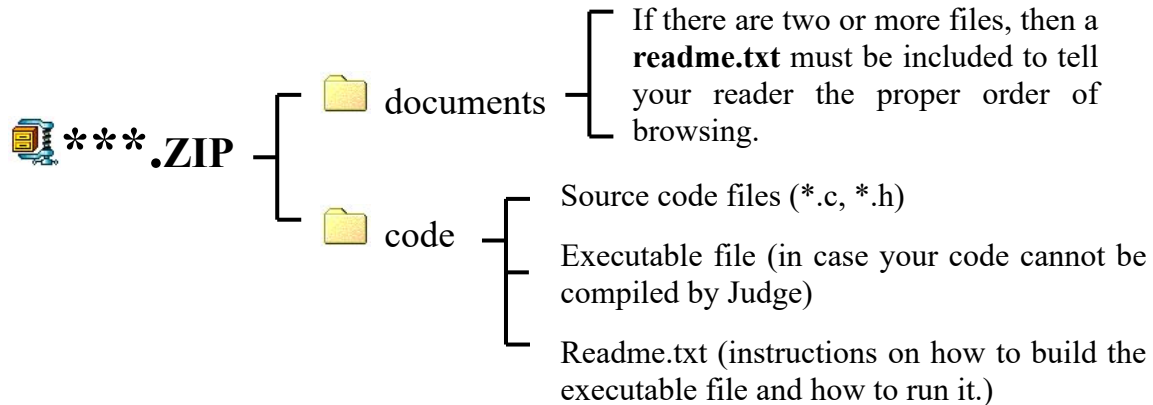 If there are two or more files, then a
readme.txt must be included to tell
your reader the proper order of
browsing.
documents
***.ZIP
code
Source code files (*.c, *.h)
Executable file (in case your code cannot be
compiled by Judge)
Readme.txt (instructions on how to build the
executable file and how to run it.)